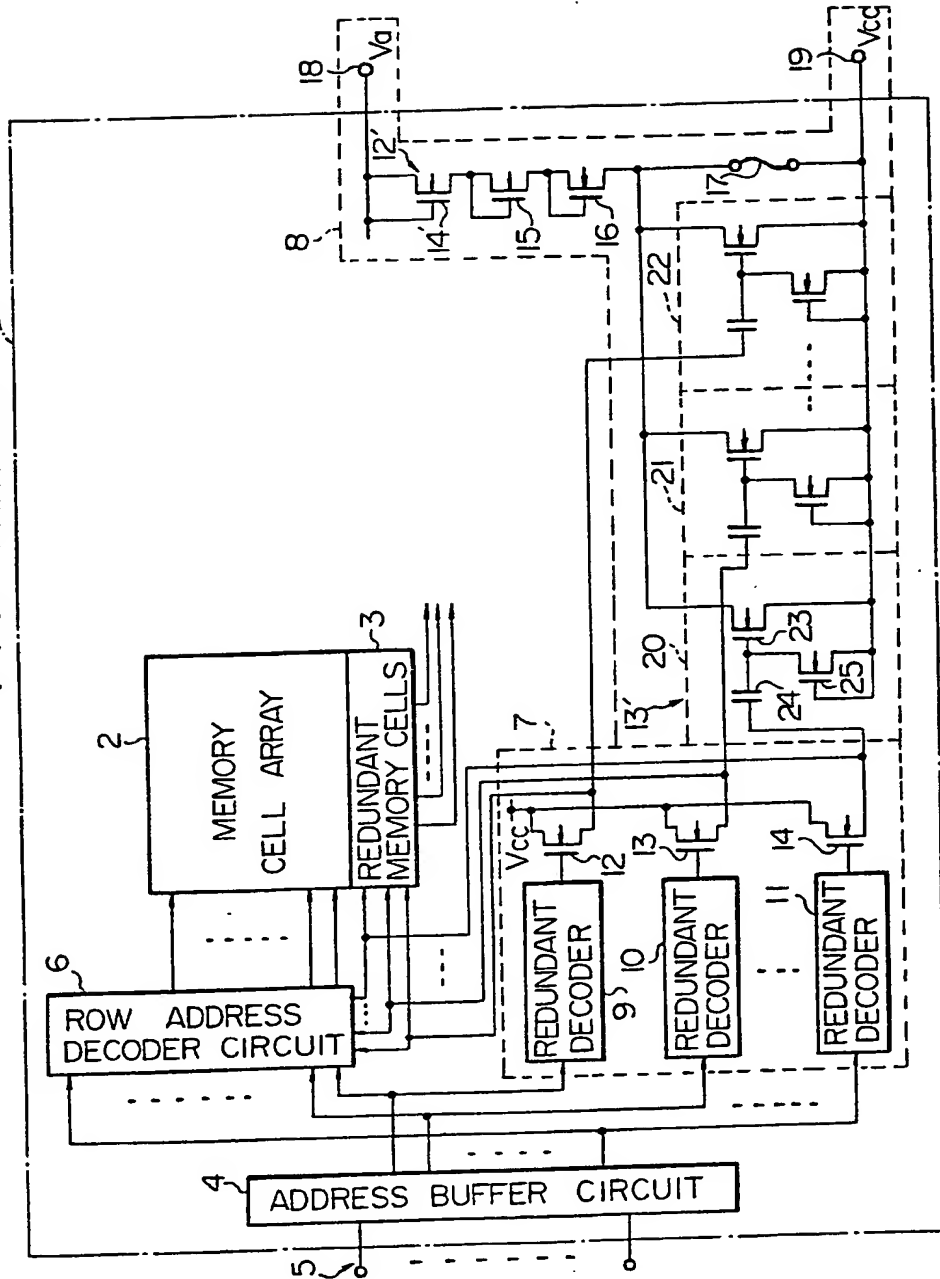 18
Va
8
12'
14'
15
16
17
19
Vcc
22
21
20
13'
23
24
25
7
2
MEMORY
CELL ARRAY
REDUNDANT
MEMORY CELLS
3
6
ROW ADDRESS
DECODER CIRCUIT
Vcc
12
13
14
REDUNDANT
DECODER
9
REDUNDANT
DECODER
10
REDUNDANT
DECODER
11
4
ADDRESS BUFFER CIRCUIT
5